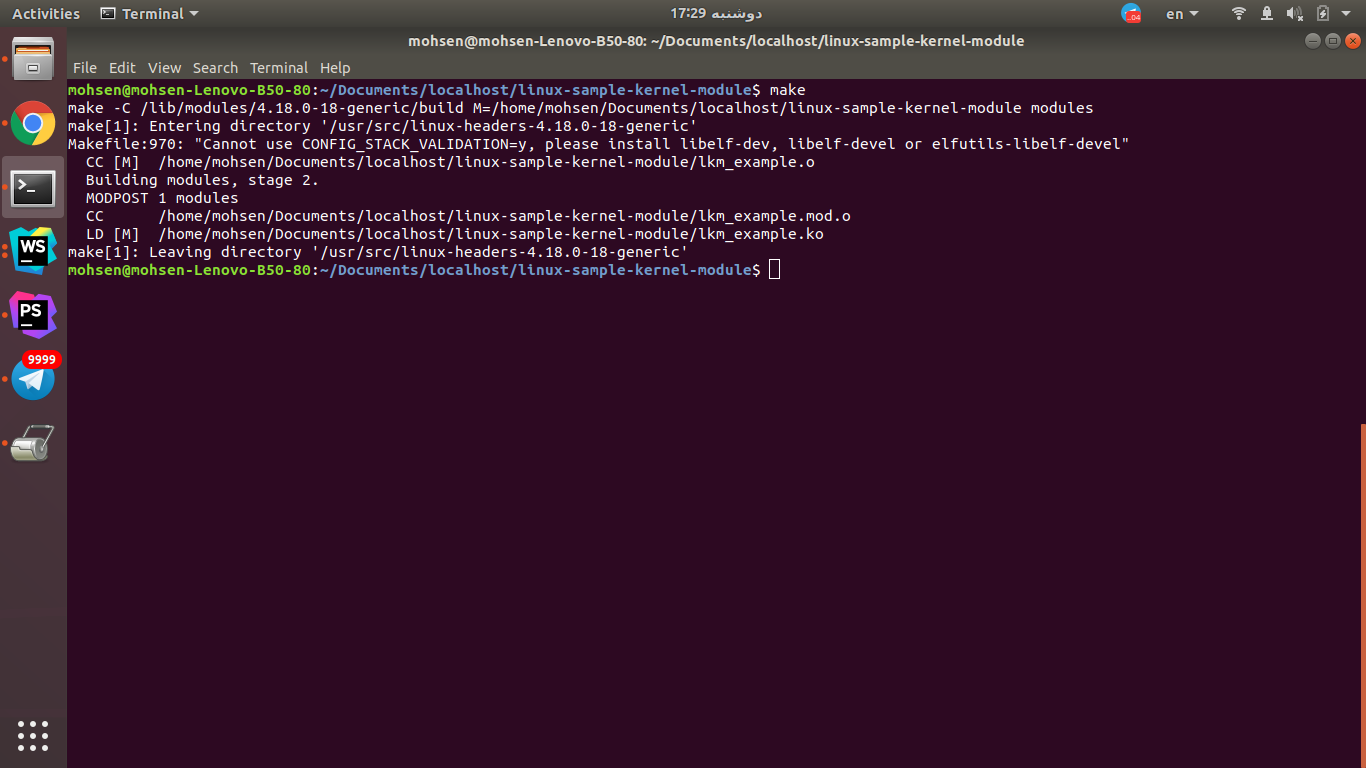 Activities Terminal دوشنبه 17:29 .04 en
mohsen@mohsen-Lenovo-B50-80: ~/Documents/localhost/linux-sample-kernel-module
File Edit View Search Terminal Help
mohsen@mohsen-Lenovo-B50-80:~/Documents/localhost/linux-sample-kernel-module$ make
make -C /lib/modules/4.18.0-18-generic/build M=/home/mohsen/Documents/localhost/linux-sample-kernel-module modules
make[1]: Entering directory '/usr/src/linux-headers-4.18.0-18-generic'
Makefile:970: "Cannot use CONFIG_STACK_VALIDATION=y, please install libelf-dev, libelf-devel or elfutils-libelf-devel"
  CC [M]  /home/mohsen/Documents/localhost/linux-sample-kernel-module/lkm_example.o
  Building modules, stage 2.
  MODPOST 1 modules
  CC      /home/mohsen/Documents/localhost/linux-sample-kernel-module/lkm_example.mod.o
  LD [M]  /home/mohsen/Documents/localhost/linux-sample-kernel-module/lkm_example.ko
make[1]: Leaving directory '/usr/src/linux-headers-4.18.0-18-generic'
mohsen@mohsen-Lenovo-B50-80:~/Documents/localhost/linux-sample-kernel-module$
WS
PS
9999